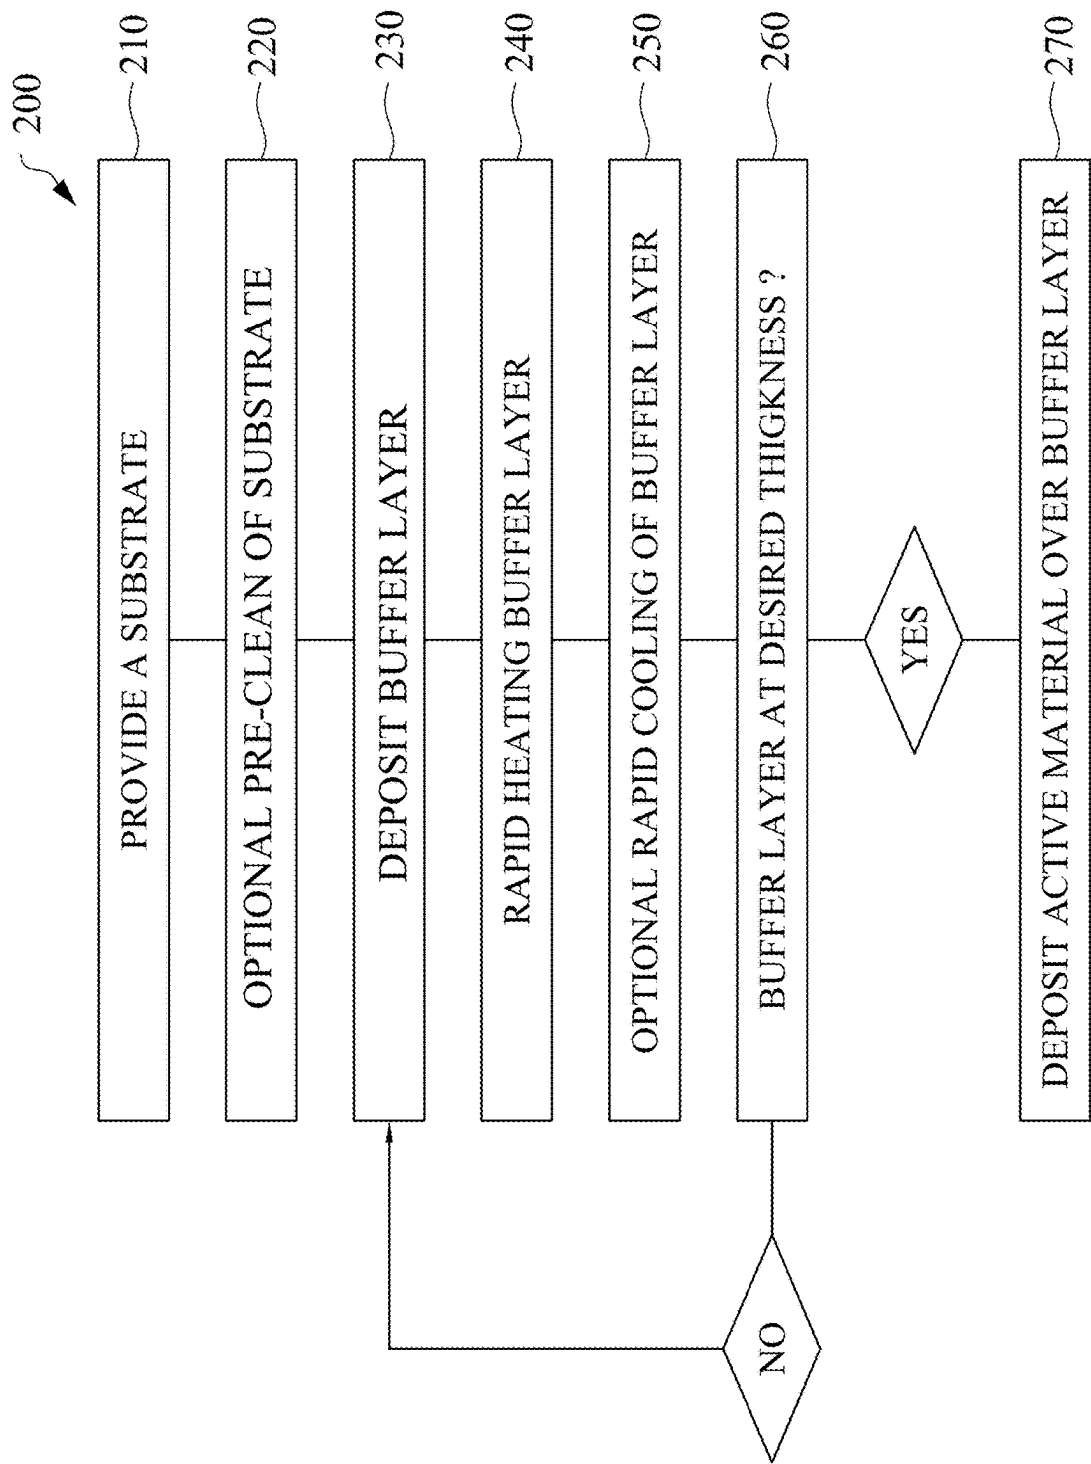 200
PROVIDE A SUBSTRATE
210
OPTIONAL PRE-CLEAN OF SUBSTRATE
220
DEPOSIT BUFFER LAYER
230
RAPID HEATING BUFFER LAYER
240
OPTIONAL RAPID COOLING OF BUFFER LAYER
250
BUFFER LAYER AT DESIRED THIGKNESS ?
260
NO
YES
DEPOSIT ACTIVE MATERIAL OVER BUFFER LAYER
270